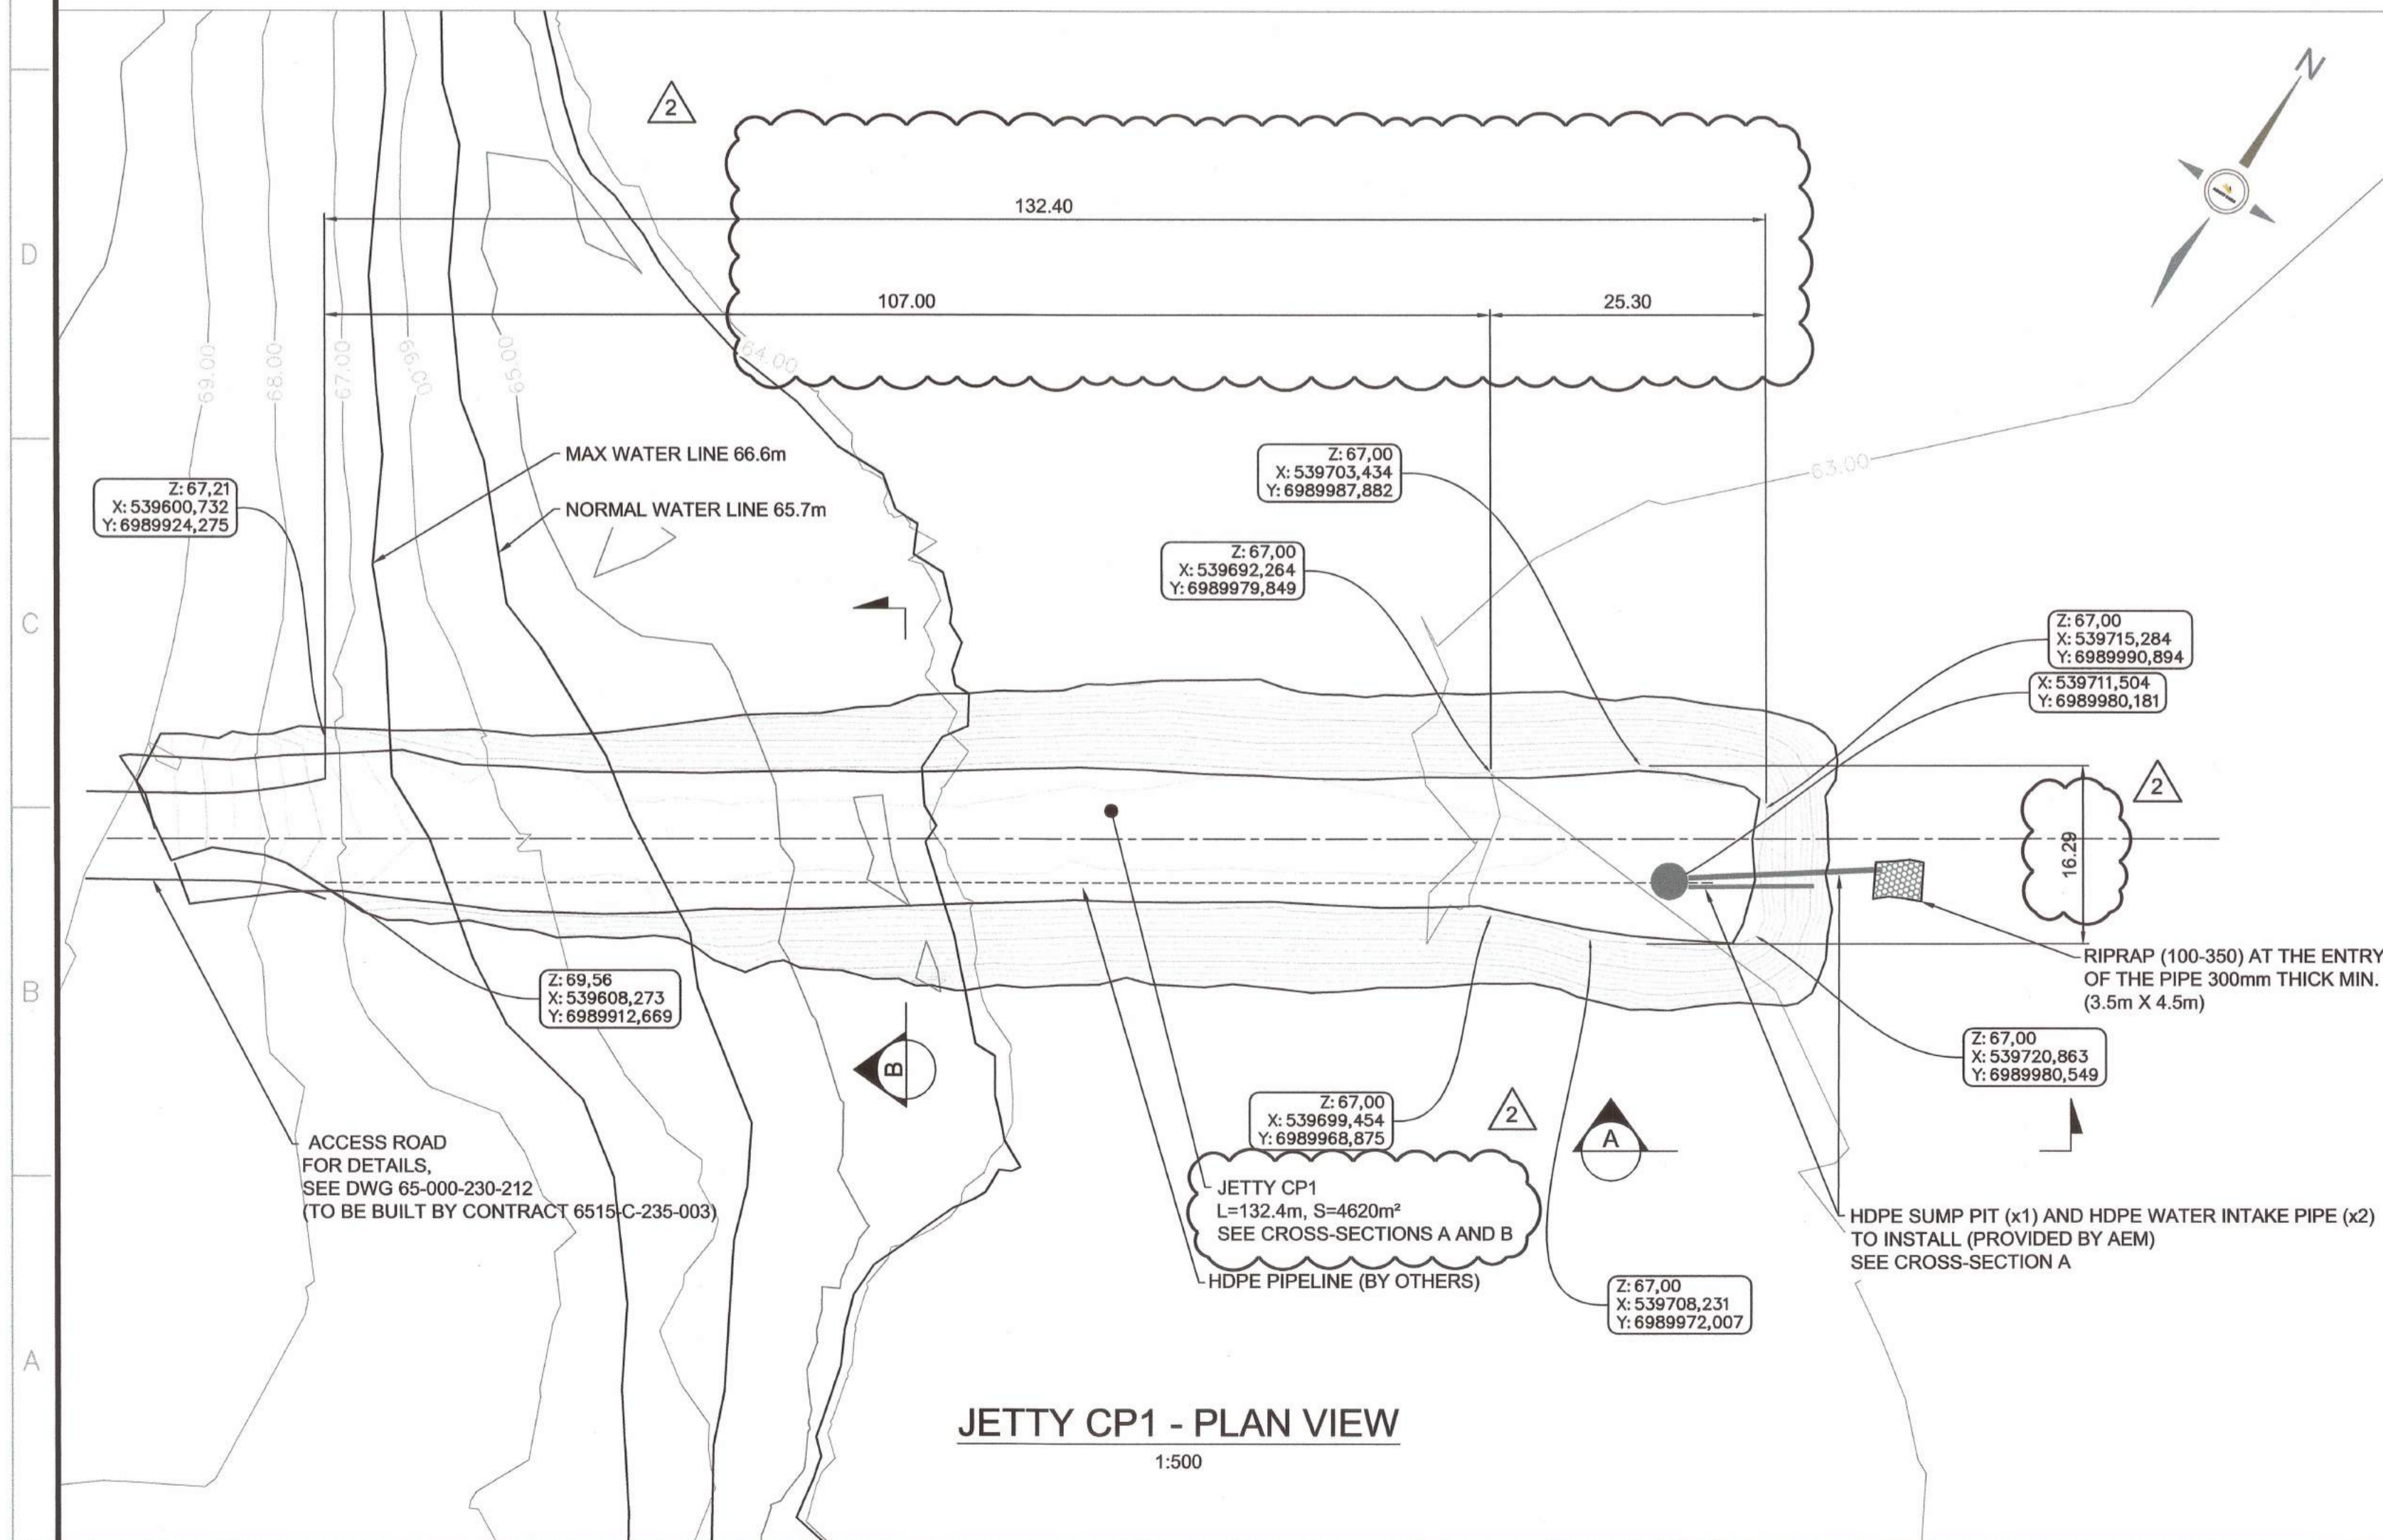 N
2
132.40
D
107.00
25.30
69.00
68.00
67.00
66.00
65.00
64.00
63.00
MAX WATER LINE 66.6m
NORMAL WATER LINE 65.7m
Z: 67,21
X: 539600,732
Y: 6989924,275
Z: 67,00
X: 539703,434
Y: 6989987,882
Z: 67,00
X: 539692,264
Y: 6989979,849
C
Z: 67,00
X: 539715,284
Y: 6989990,894
X: 539711,504
Y: 6989980,181
2
16.29
RIPRAP (100-350) AT THE ENTRY
OF THE PIPE 300mm THICK MIN.
(3.5m X 4.5m)
B
Z: 69,56
X: 539608,273
Y: 6989912,669
B
Z: 67,00
X: 539720,863
Y: 6989980,549
Z: 67,00
X: 539699,454
Y: 6989968,875
2
A
ACCESS ROAD
FOR DETAILS,
SEE DWG 65-000-230-212
(TO BE BUILT BY CONTRACT 6515-C-235-003)
JETTY CP1
L=132.4m, S=4620m²
SEE CROSS-SECTIONS A AND B
HDPE PIPELINE (BY OTHERS)
HDPE SUMP PIT (x1) AND HDPE WATER INTAKE PIPE (x2)
TO INSTALL (PROVIDED BY AEM)
SEE CROSS-SECTION A
Z: 67,00
X: 539708,231
Y: 6989972,007
A
JETTY CP1 - PLAN VIEW
1:500